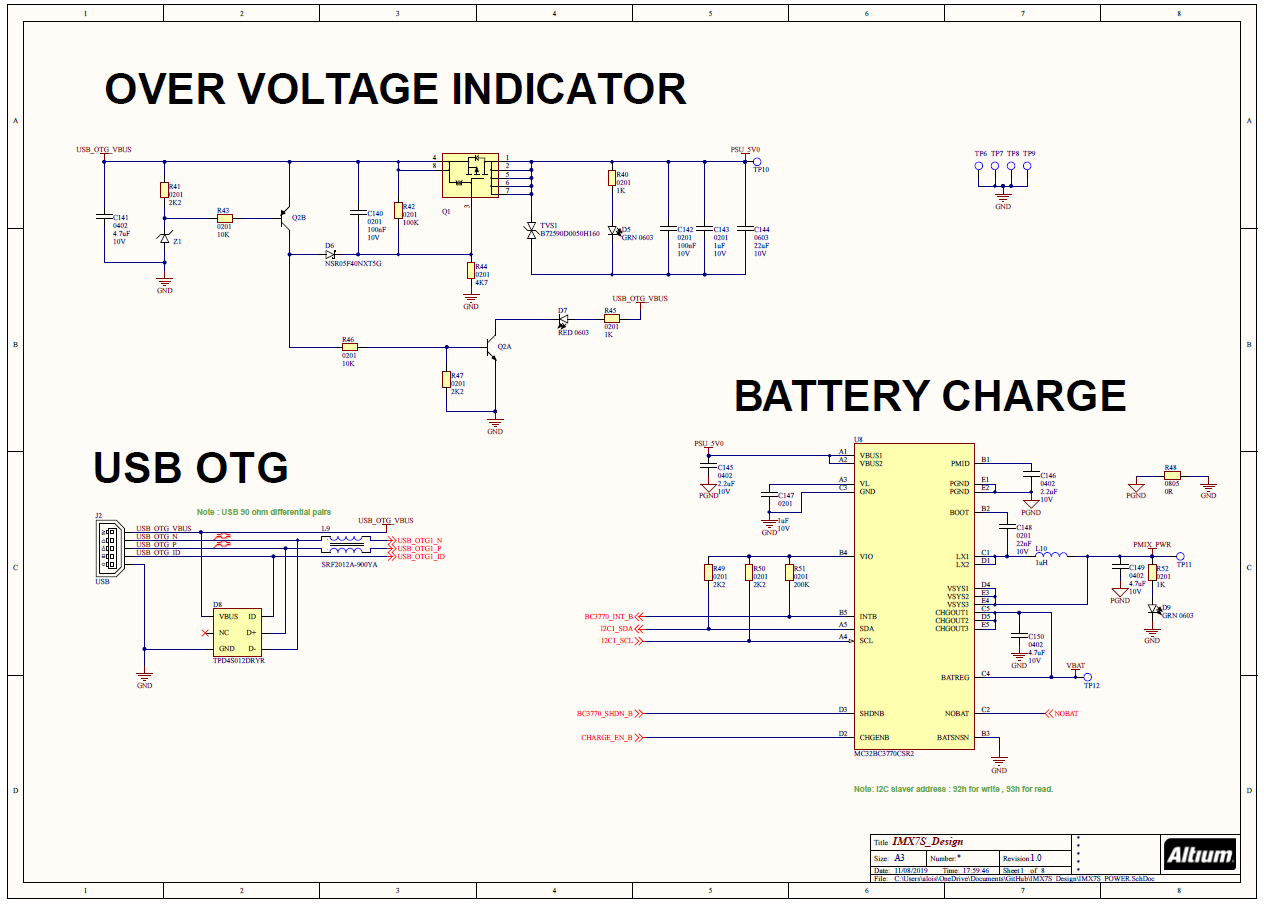 1 2 3 4 5 6 7 8
A A
B B
C C
D D
OVER VOLTAGE INDICATOR
USB_OTG_VBUS
C141
0402
4.7uF
10V
R41
0201
2K2
Z1
GND
R43
0201
10K
Q2B
D6
NSR05F40NXT5G
C140
0201
100nF
10V
R42
0201
100K
4
8
1
2
5
6
7
3
Q1
R44
0201
4K7
GND
TVS1
B72590D0050H160
R40
0201
1K
D5
GRN 0603
C142
0201
100nF
10V
C143
0201
1uF
10V
C144
0603
22uF
10V
PSU_5V0
TP10
TP6 TP7 TP8 TP9
GND
USB_OTG_VBUS
D7
RED 0603
R45
0201
1K
R46
0201
10K
Q2A
R47
0201
2K2
GND
BATTERY CHARGE
PSU_5V0
C145
0402
2.2uF
10V
PGND
C147
0201
1uF
10V
GND
U8
A1 VBUS1
A2 VBUS2
A3 VL
C3 GND
B4 VIO
B5 INTB
A5 SDA
A4 SCL
D3 SHDNB
D2 CHGENB
PMID B1
PGND E1
PGND E2
BOOT B2
LX1 C1
LX2 D1
VSYS1 D4
VSYS2 E3
VSYS3 E4
CHGOUT1 C5
CHGOUT2 D5
CHGOUT3 E5
BATREG C4
NOBAT C2
BATSNSN B3
MC32BC3770CSR2
C146
0402
2.2uF
10V
PGND
R48
0805
0R
PGND
GND
C148
0201
22nF
10V
L10
1uH
PMIX_PWR
TP11
C149
0402
4.7uF
10V
PGND
R52
0201
1K
D9
GRN 0603
GND
C150
0402
4.7uF
10V
GND
VBAT
TP12
NOBAT
GND
R49
0201
2K2
R50
0201
2K2
R51
0201
200K
BC3770_INT_B
I2C1_SDA
I2C1_SCL
BC3770_SHDN_B
CHARGE_EN_B
Note: I2C slaver address : 92h for write , 93h for read.
USB OTG
Note : USB 90 ohm differential pairs
J2
USB
USB_OTG_VBUS
USB_OTG_N
USB_OTG_P
USB_OTG_ID
L9
SRF2012A-900YA
USB_OTG_VBUS
USB_OTG1_N
USB_OTG1_P
USB_OTG1_ID
D8
VBUS ID
NC D+
GND D-
TPD4S012DRYR
GND
Title IMX7S_Design
Size: A3 Number:* Revision:1.0
Date: 11/08/2019 Time: 17:59:46 Sheet1 of 8
File: C:\Users\alois\OneDrive\Documents\GitHub\IMX7S_Design\IMX7S_POWER.SchDoc
*
*
*
*
Altium
1 2 3 4 5 6 7 8